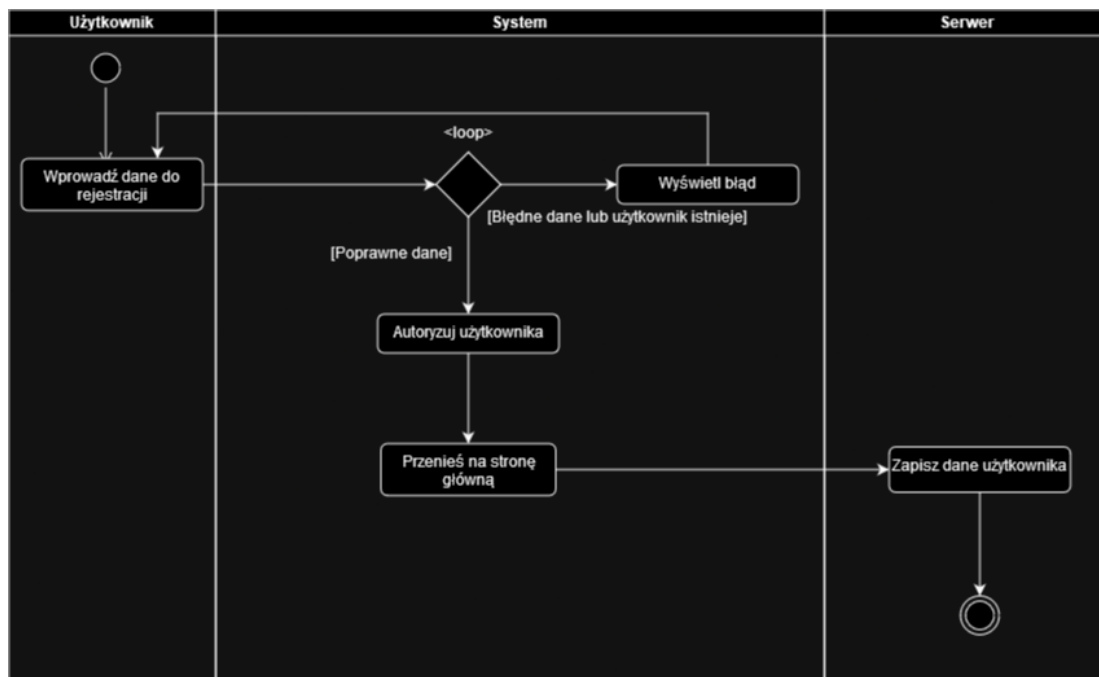 Użytkownik
System
Serwer
<loop>
Wprowadź dane do
rejestracji
Wyświetl błąd
[Błędne dane lub użytkownik istnieje]
[Poprawne dane]
Autoryzuj użytkownika
Przenieś na stronę
główną
Zapisz dane użytkownika